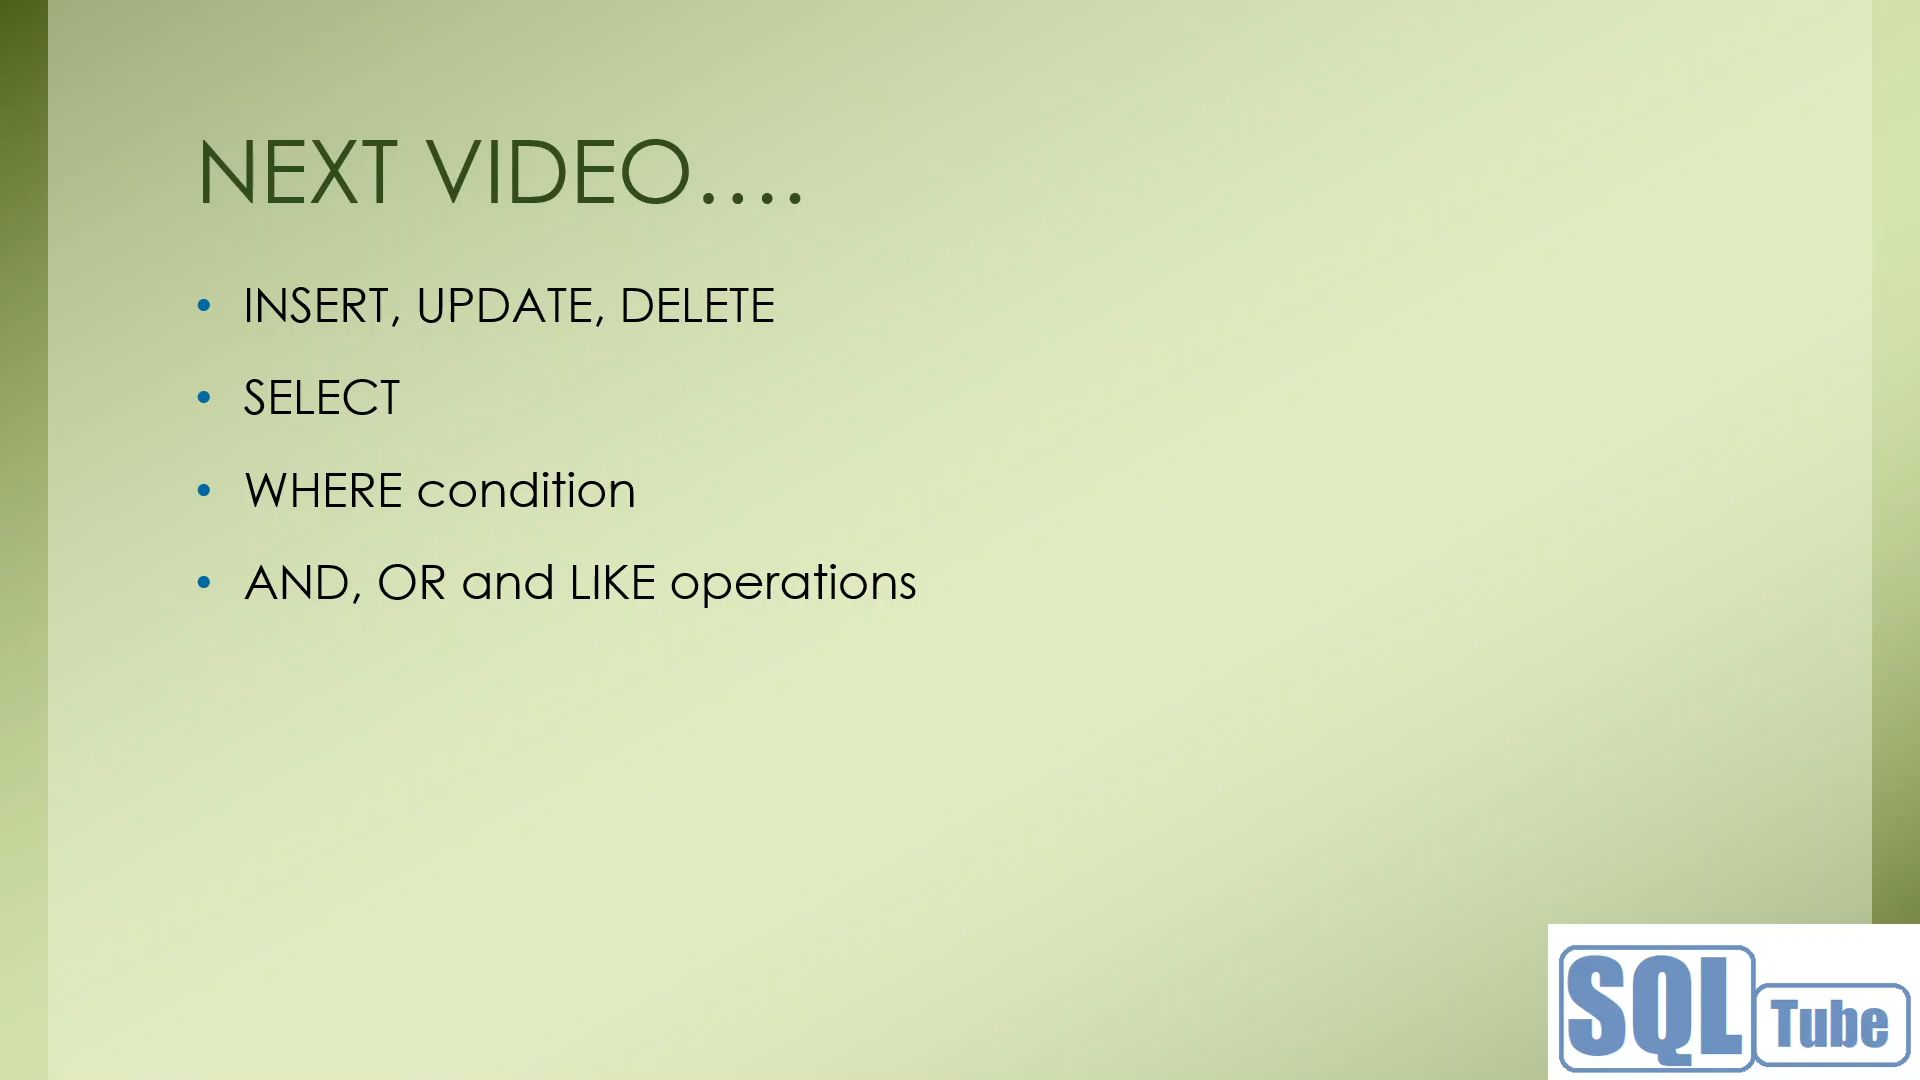 NEXT VIDEO....
• INSERT, UPDATE, DELETE
• SELECT
• WHERE condition
• AND, OR and LIKE operations
SQL Tube